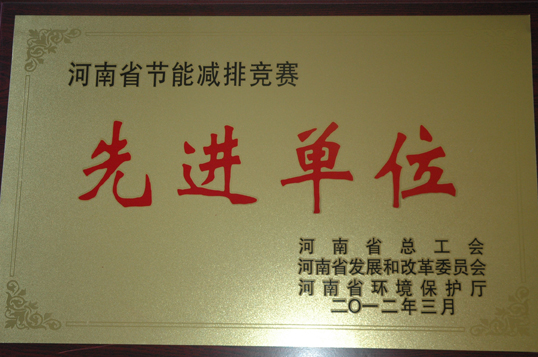 河南省节能减排竞赛
先进单位
河南省总工会
河南省发展和改革委员会
河南省环境保护厅
二〇一二年三月